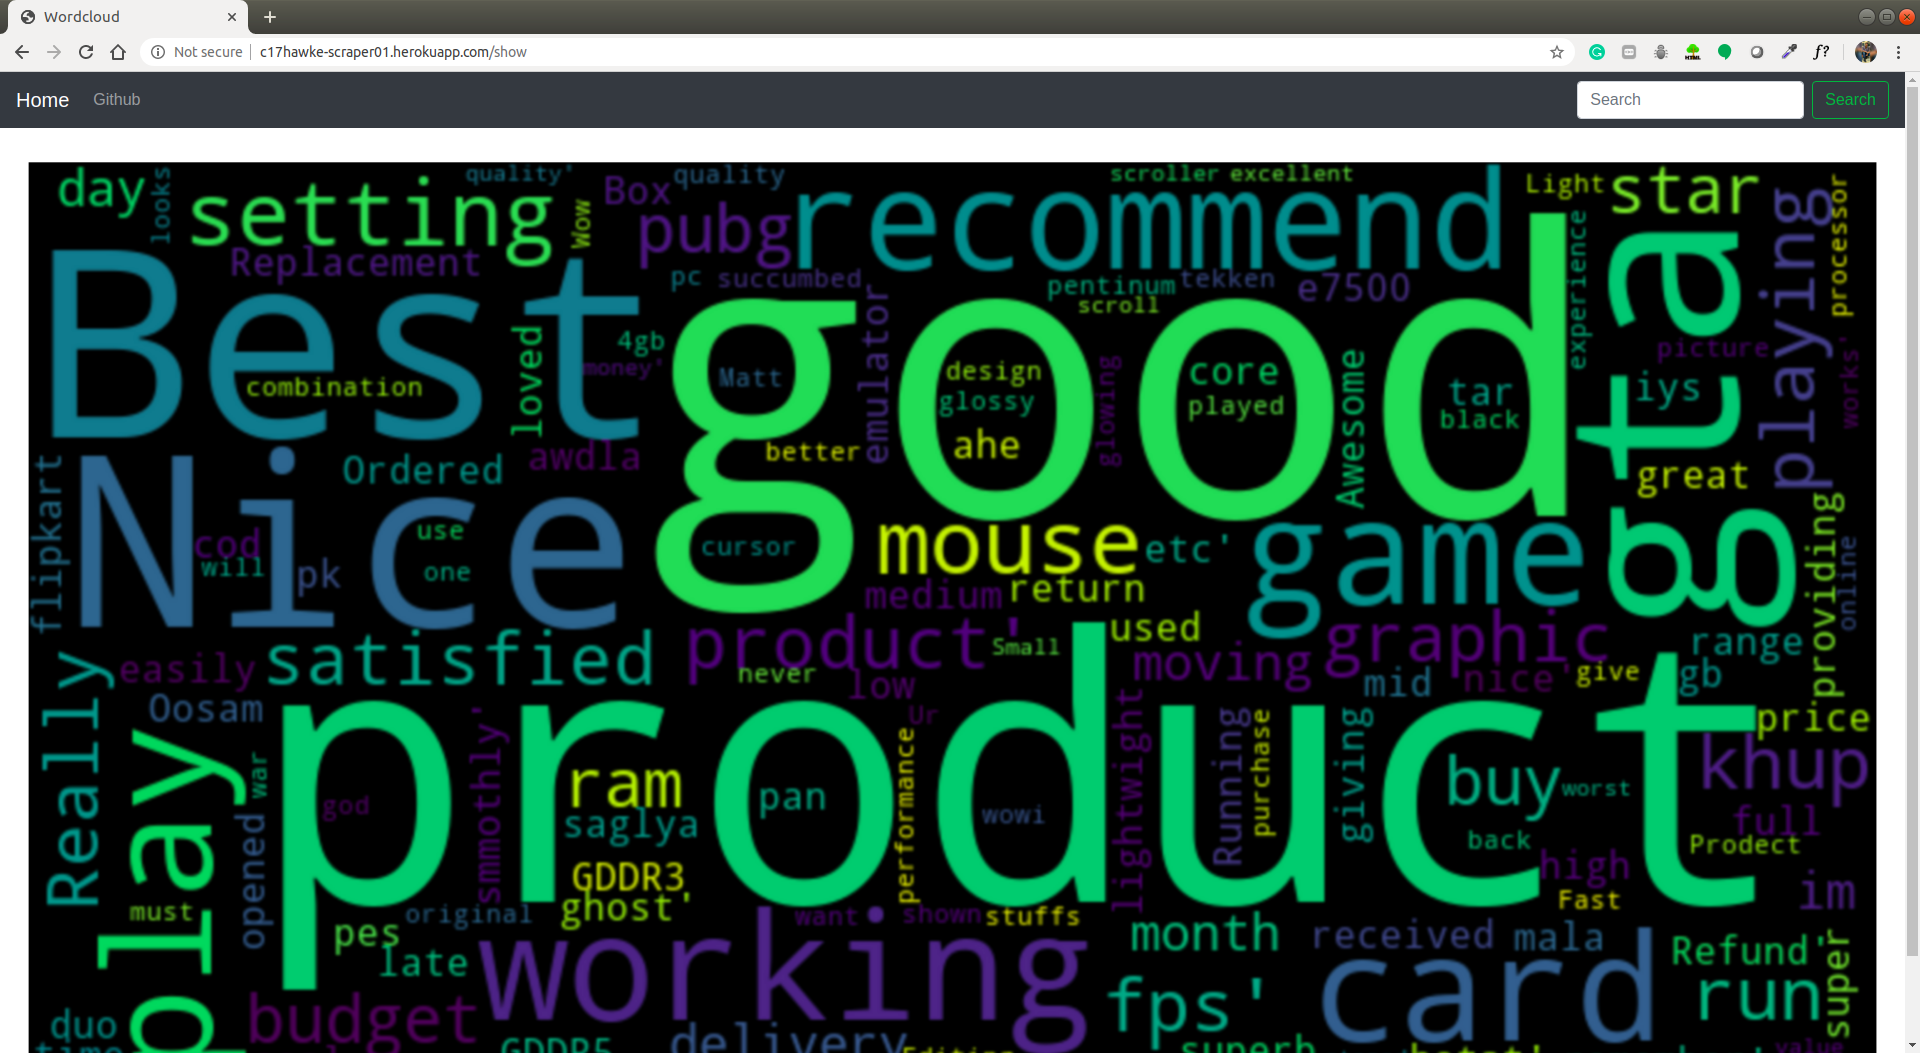 Wordcloud
Not secure
c17hawke-scraper01.herokuapp.com/show
f?
Home Github
Search Search
day
looks
setting
quality'
Wow
Box
quality
pubg
recommend
scroller
excellent
Light
star
playing
processor
Replacement
pc
succumbed
pentinum
tekken
e7500
scroll
experience
gta
Best
good
loved
4gb
money'
combination
Matt
emulator
design
glossy
ahe
glowing
core
played
Awesome
tar
black
iys
picture
works'
better
great
flipkart
Nice
Ordered
awdla
cod
will
use
one
pk
cursor
mouse
etc'
game
providing
online
medium
return
Really
easily
satisfied
product'
Small
used
moving
graphic
range
never
low
mid
nice'
give
gb
Oosam
Ur
price
play
war
opened
god
product
smmothly'
ram
saglya
pan
performance
wowi
lightwight
Running
purchase
giving
buy
worst
back
khup
full
Prodect
GDDR3
ghost'
high
Fast
im
must
pes
original
late
want
shown
stuffs
month
received
mala
card
Refund'
super
working
fps'
run
duo
time
budget
delivery
GDDR5
Editing
superb
value